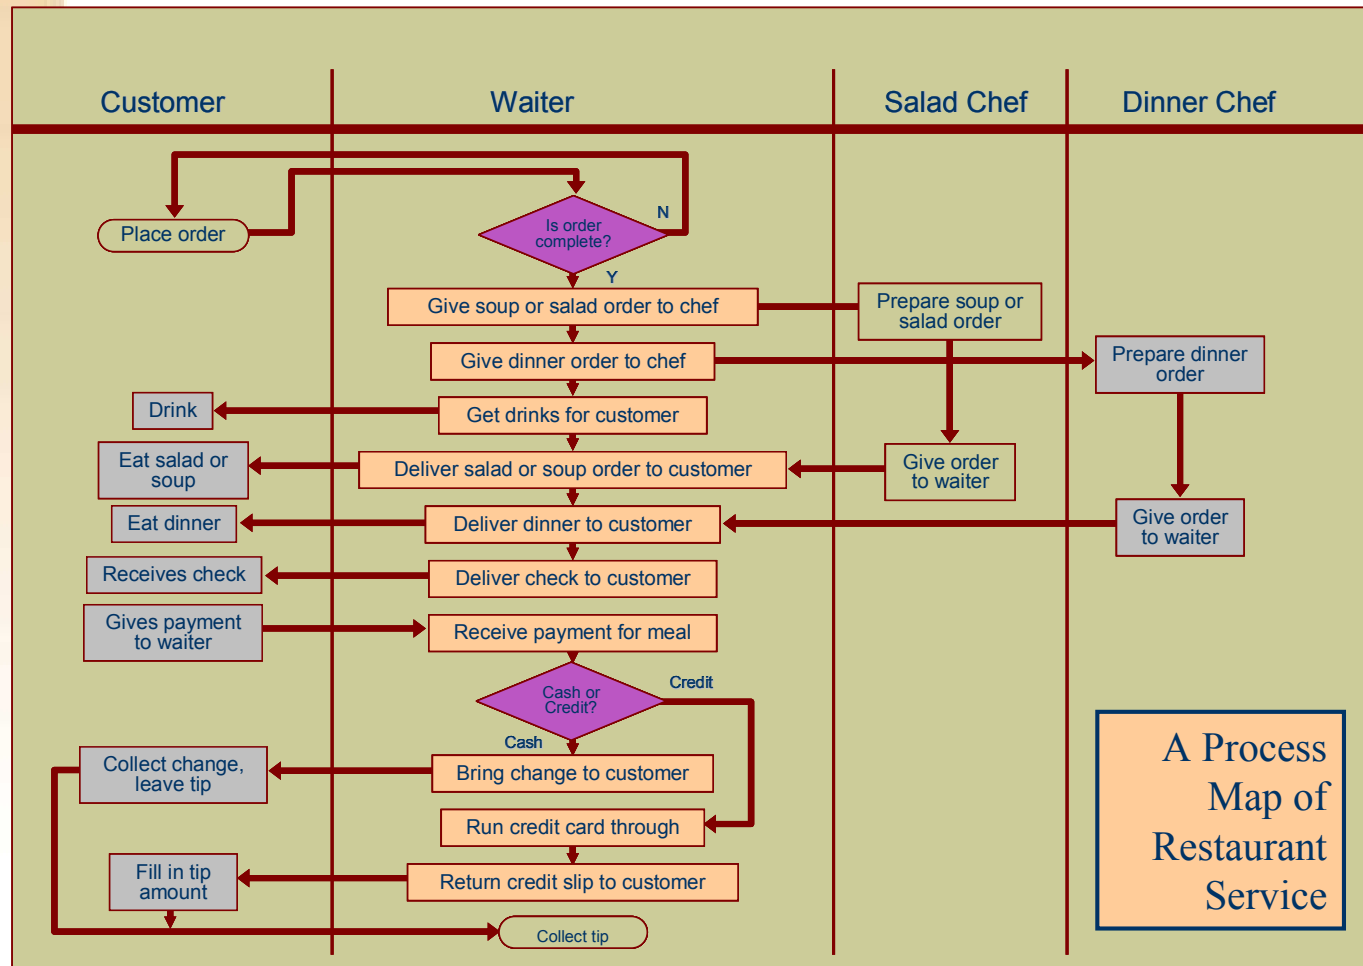 Customer
Waiter
Salad Chef
Dinner Chef
Place order
Is order
complete?
N
Y
Give soup or salad order to chef
Prepare soup or
salad order
Give dinner order to chef
Prepare dinner
order
Drink
Get drinks for customer
Eat salad or
soup
Deliver salad or soup order to customer
Give order
to waiter
Eat dinner
Deliver dinner to customer
Give order
to waiter
Receives check
Deliver check to customer
Gives payment
to waiter
Receive payment for meal
Cash or
Credit?
Credit
Cash
Collect change,
leave tip
Bring change to customer
Run credit card through
Fill in tip
amount
Return credit slip to customer
Collect tip
A Process
Map of
Restaurant
Service